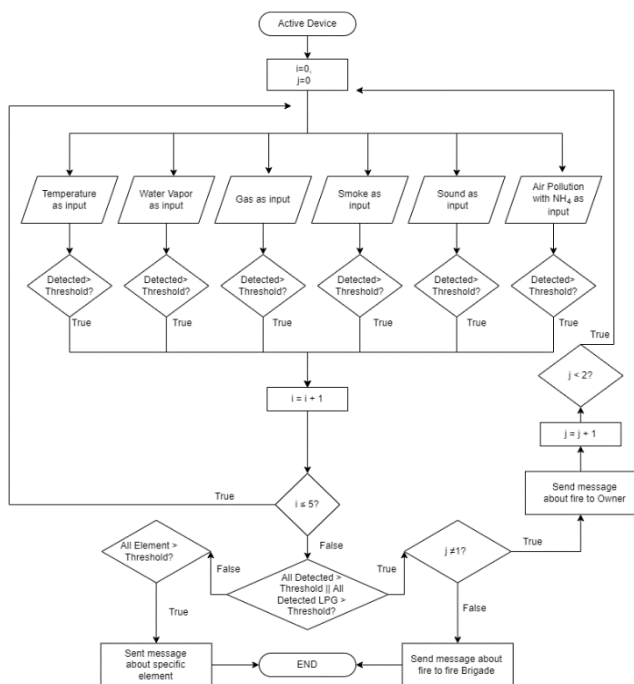 Active Device
i=0,
j=0
Temperature
as input
Water Vapor
as input
Gas as input
Smoke as
input
Sound as
input
Air Pollution
with NH4 as
input
Detected>
Threshold?
Detected>
Threshold?
Detected>
Threshold?
Detected>
Threshold?
Detected>
Threshold?
Detected>
Threshold?
True
True
True
True
True
True
True
j < 2?
i = i + 1
j = j + 1
Send message
about fire to Owner
True
i ≤ 5?
False
All Element >
Threshold?
False
All Detected >
Threshold || All
Detected LPG >
Threshold?
True
j ≠1?
True
True
False
Sent message
about specific
element
END
Send message about
fire to fire Brigade